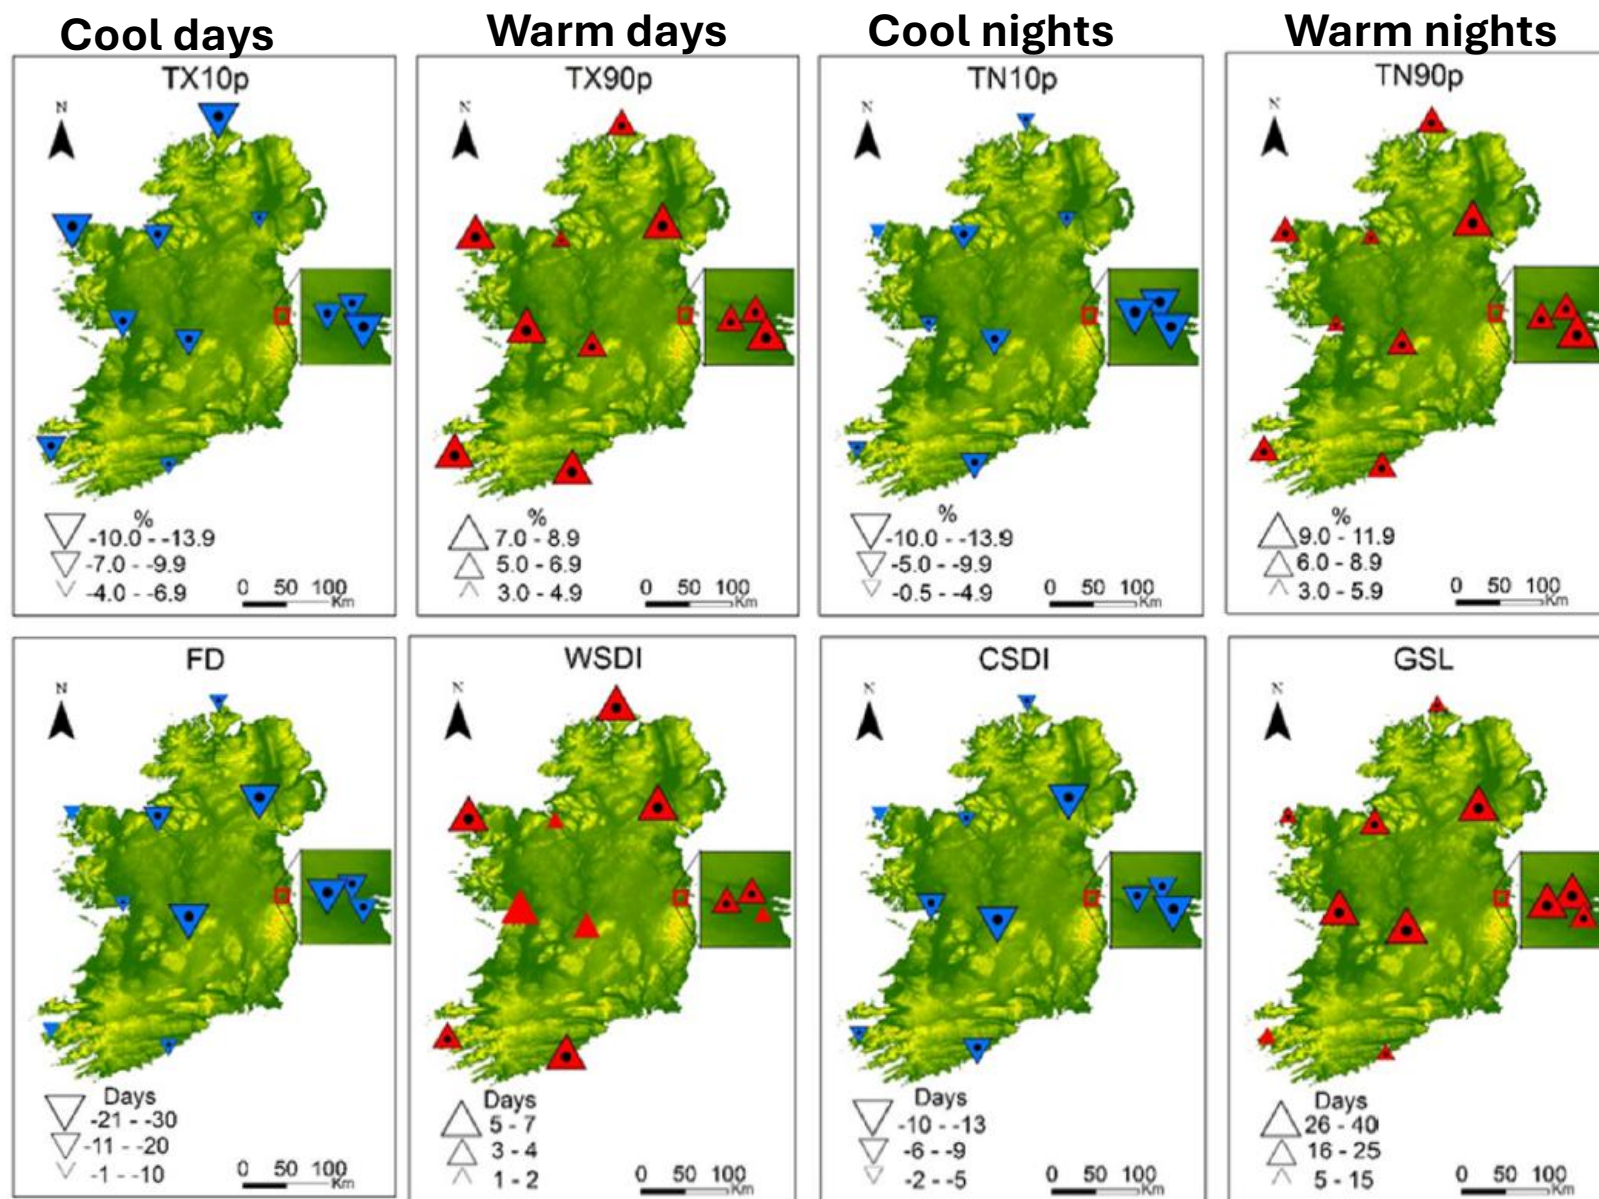 Cool days
TX10p
N
%
-10.0 - -13.9
-7.0 - -9.9
-4.0 - -6.9
0 50 100
Km
Warm days
TX90p
N
%
7.0 - 8.9
5.0 - 6.9
3.0 - 4.9
0 50 100
Km
Cool nights
TN10p
N
%
-10.0 - -13.9
-5.0 - -9.9
-0.5 - -4.9
0 50 100
Km
Warm nights
TN90p
N
%
9.0 - 11.9
6.0 - 8.9
3.0 - 5.9
0 50 100
Km
FD
N
Days
-21 - -30
-11 - -20
-1 - -10
0 50 100
Km
WSDI
N
Days
5 - 7
3 - 4
1 - 2
0 50 100
Km
CSDI
N
Days
-10 - -13
-6 - -9
-2 - -5
0 50 100
Km
GSL
N
Days
26 - 40
16 - 25
5 - 15
0 50 100
Km